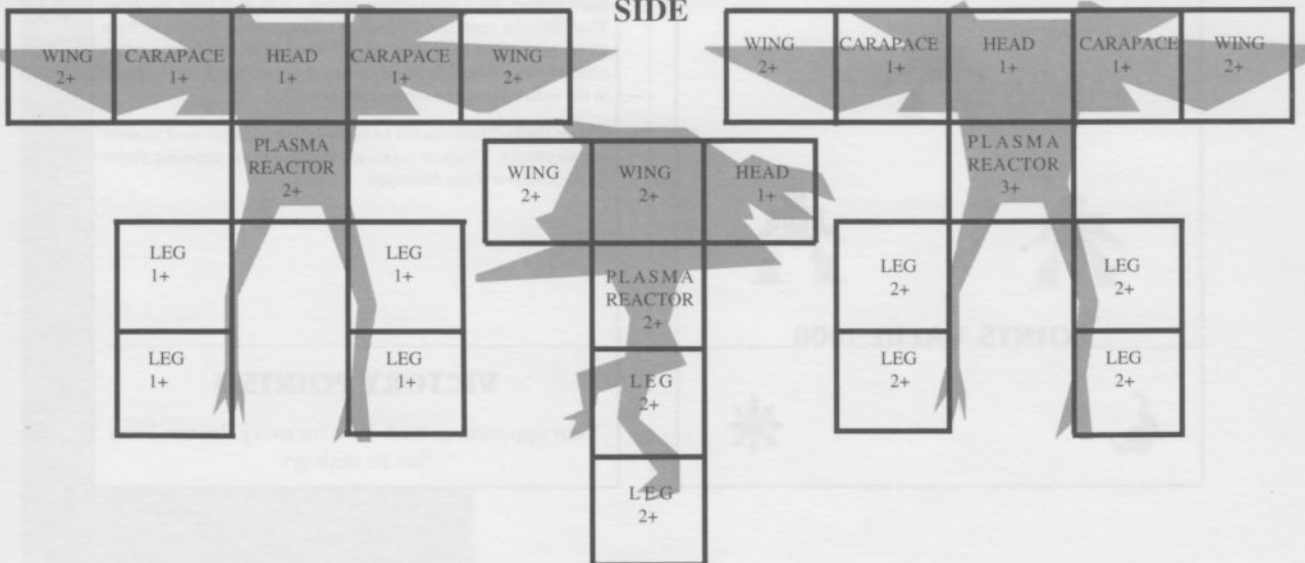 SIDE
WING
2+
CARAPACE
1+
HEAD
1+
CARAPACE
1+
WING
2+
PLASMA
REACTOR
2+
LEG
1+
LEG
1+
LEG
1+
LEG
1+
WING
2+
WING
2+
HEAD
1+
PLASMA
REACTOR
2+
LEG
2+
LEG
2+
WING
2+
CARAPACE
1+
HEAD
1+
CARAPACE
1+
WING
2+
PLASMA
REACTOR
3+
LEG
2+
LEG
2+
LEG
2+
LEG
2+